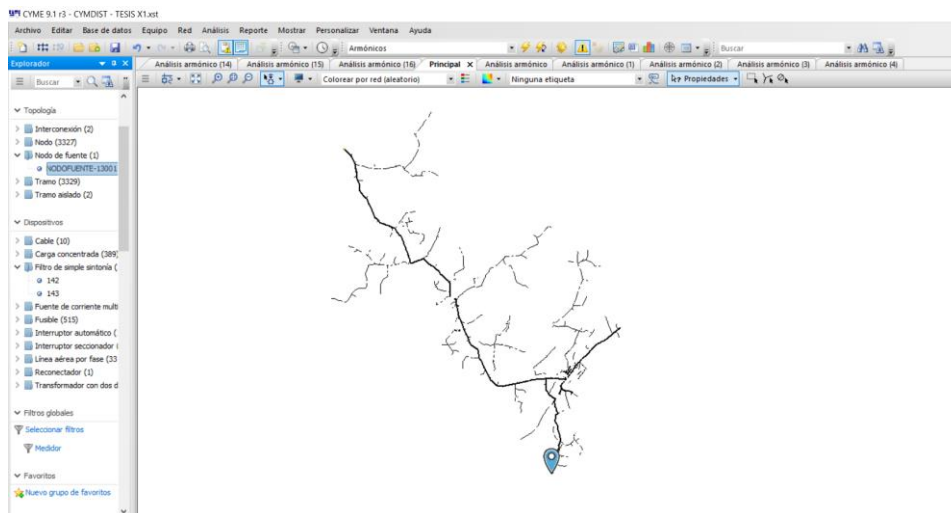 CYME 9.1 r3 - CYMDIST - TESIS X1.xst
Archivo Editar Base de datos Equipo Red Análisis Reporte Mostrar Personalizar Ventana Ayuda
Armónicos Buscar
Explorador Análisis armónico (14) Análisis armónico (15) Análisis armónico (16) Principal Análisis armónico Análisis armónico (1) Análisis armónico (2) Análisis armónico (3) Análisis armónico (4)
Buscar Colorear por red (aleatorio) Ninguna etiqueta Propiedades
Topología
Interconexión (2)
Nodo (3327)
Nodo de fuente (1)
NODOFUENTE-13001
Tramo (3329)
Tramo aislado (2)
Dispositivos
Cable (10)
Carga concentrada (389)
Filtro de simple sintonía (
142
143
Fuente de corriente multi
Fusible (515)
Interruptor automático (
Interruptor seccionador (
Línea aérea por fase (33
Reconectador (1)
Transformador con dos d
Filtros globales
Seleccionar filtros
Medidor
Favoritos
Nuevo grupo de favoritos